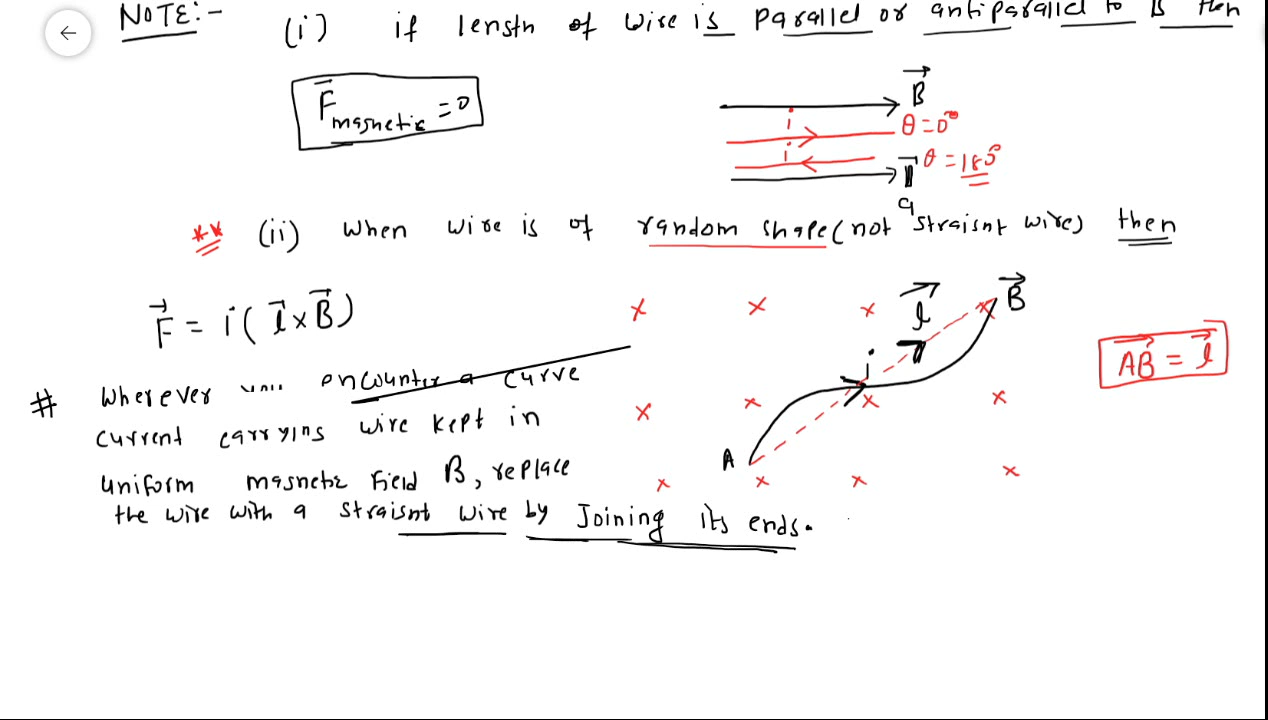 NOTE:- (i) if length of wire is parallel or antiparallel to B then
F magnetic = 0
B
i θ = 0°
i θ = 180°
** (ii) When wire is of random shape (not a straight wire) then
F = i( l × B )
l
i
A
B
AB = l
# Wherever you encounter a curve
current carrying wire kept in
uniform magnetic field B, replace
the wire with a straight wire by Joining its ends.